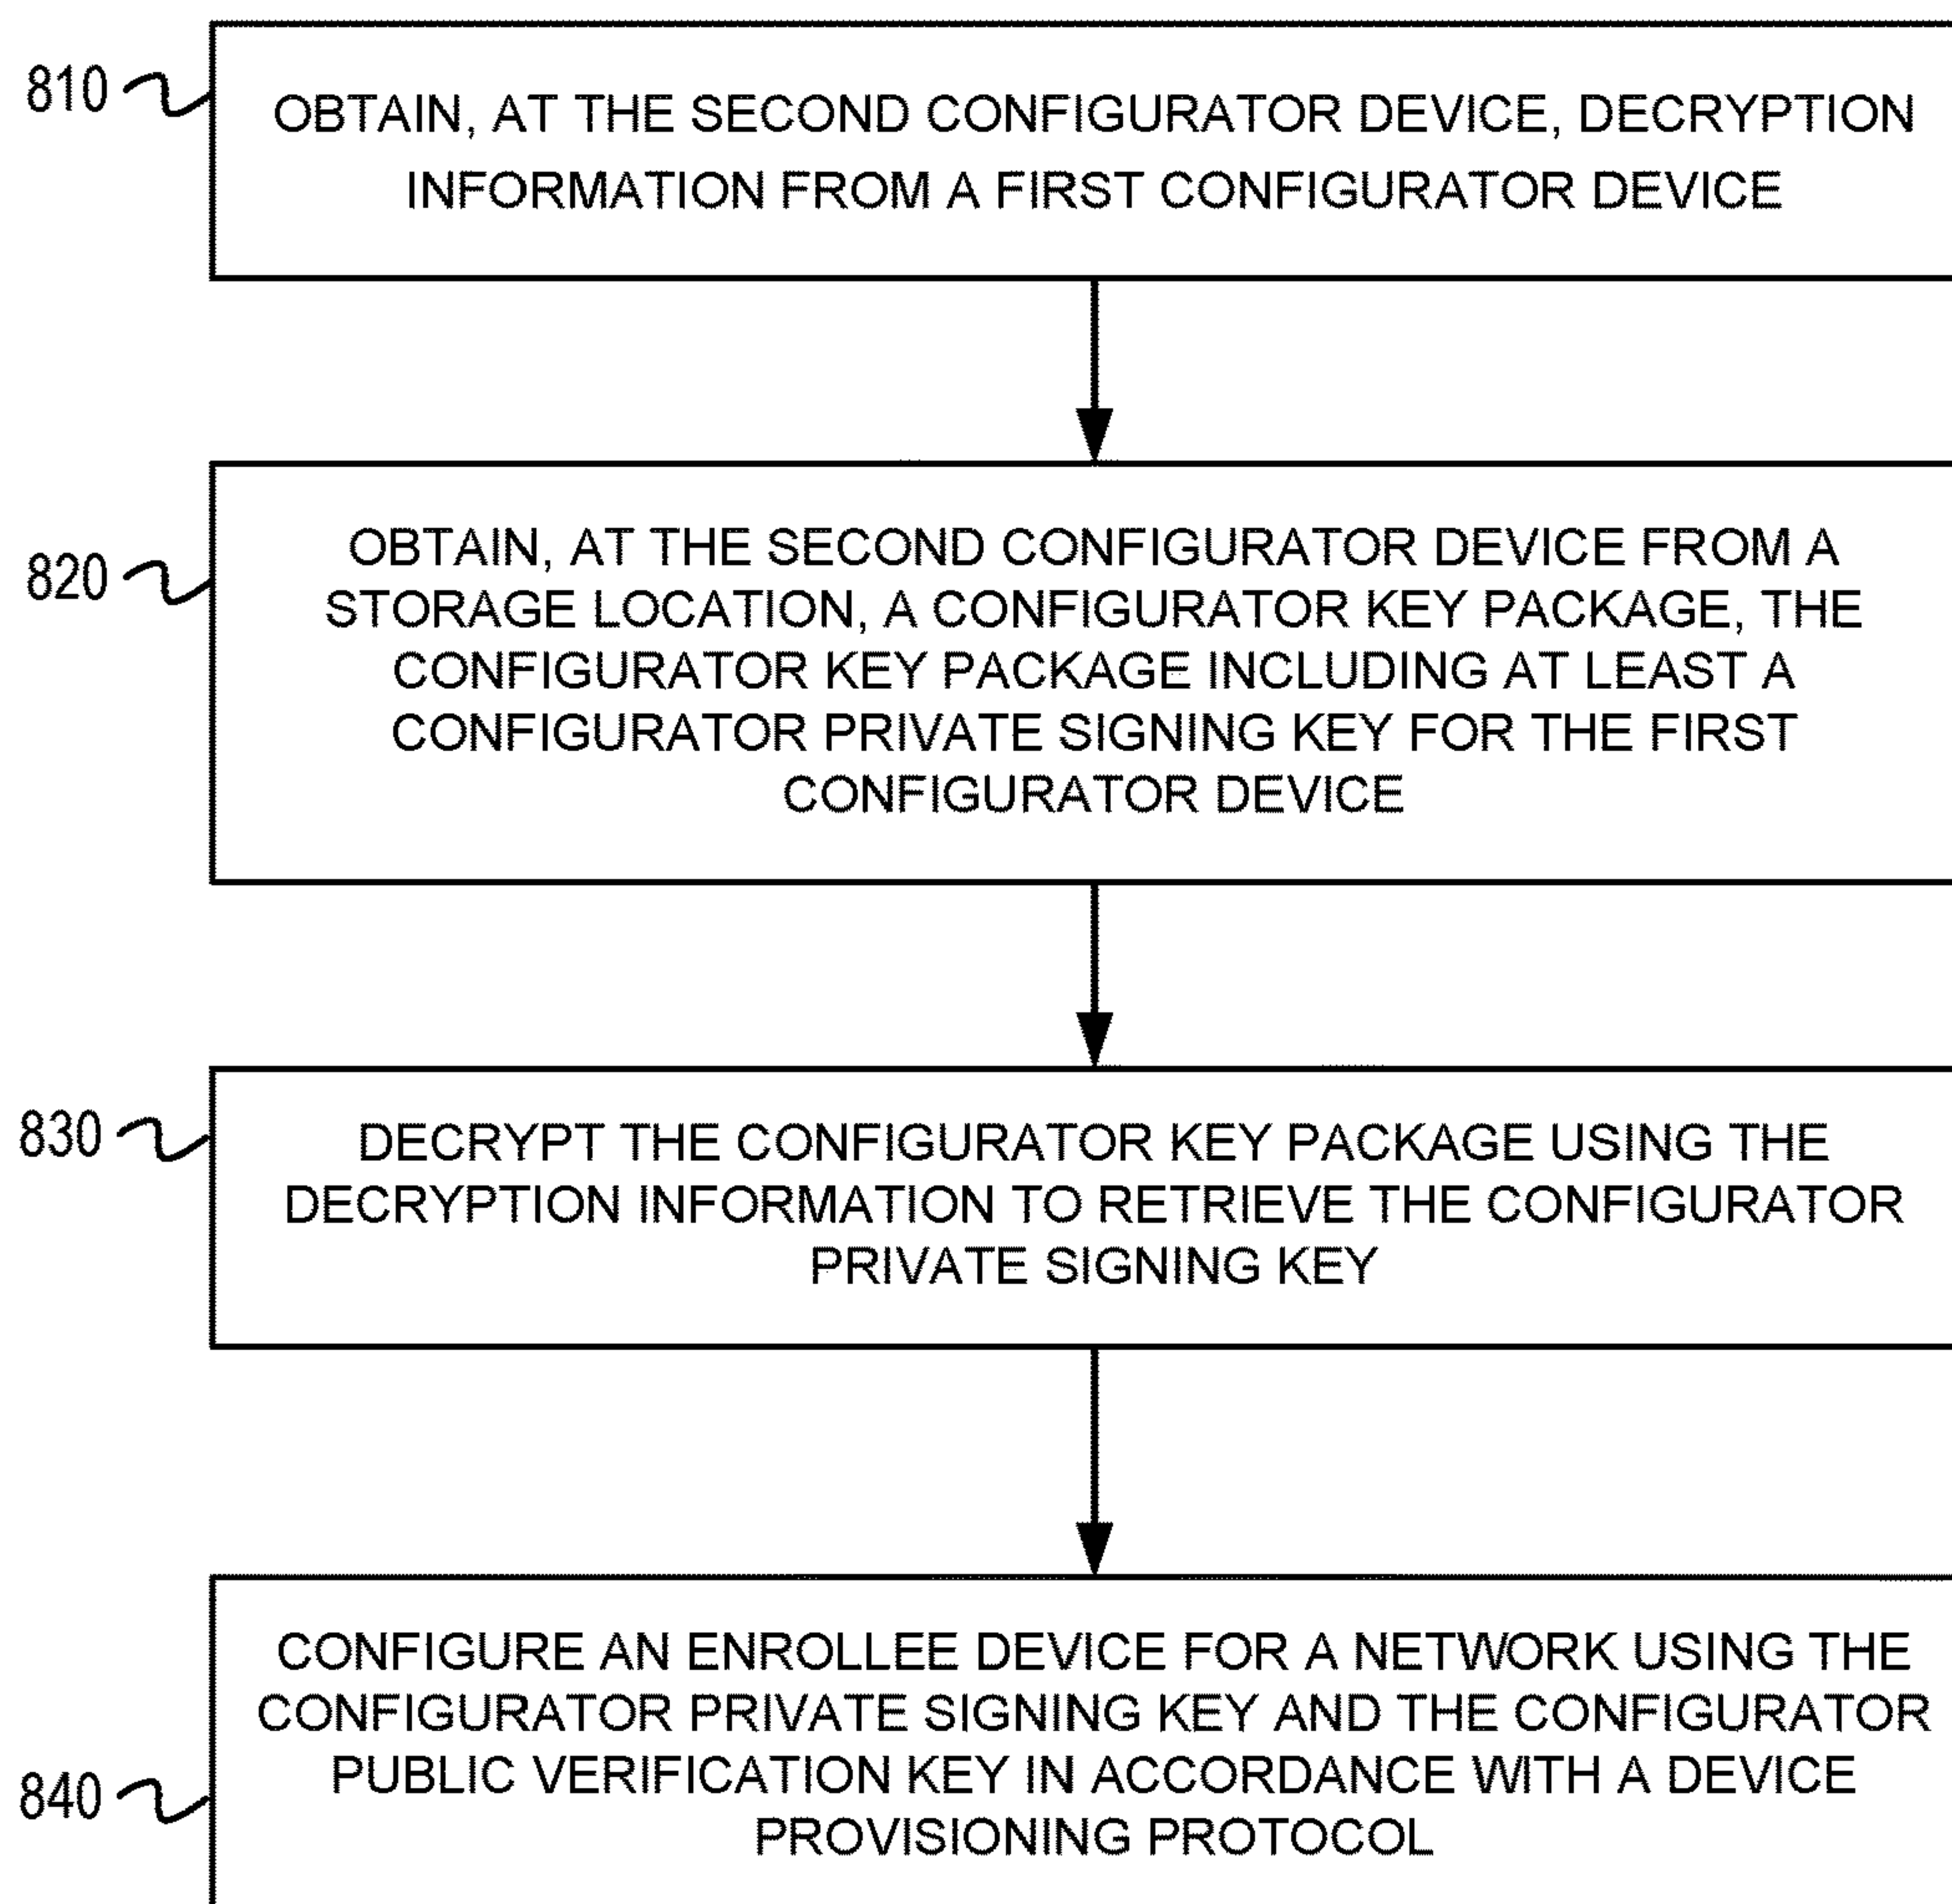 810
OBTAIN, AT THE SECOND CONFIGURATOR DEVICE, DECRYPTION
INFORMATION FROM A FIRST CONFIGURATOR DEVICE
820
OBTAIN, AT THE SECOND CONFIGURATOR DEVICE FROM A
STORAGE LOCATION, A CONFIGURATOR KEY PACKAGE, THE
CONFIGURATOR KEY PACKAGE INCLUDING AT LEAST A
CONFIGURATOR PRIVATE SIGNING KEY FOR THE FIRST
CONFIGURATOR DEVICE
830
DECRYPT THE CONFIGURATOR KEY PACKAGE USING THE
DECRYPTION INFORMATION TO RETRIEVE THE CONFIGURATOR
PRIVATE SIGNING KEY
840
CONFIGURE AN ENROLLEE DEVICE FOR A NETWORK USING THE
CONFIGURATOR PRIVATE SIGNING KEY AND THE CONFIGURATOR
PUBLIC VERIFICATION KEY IN ACCORDANCE WITH A DEVICE
PROVISIONING PROTOCOL